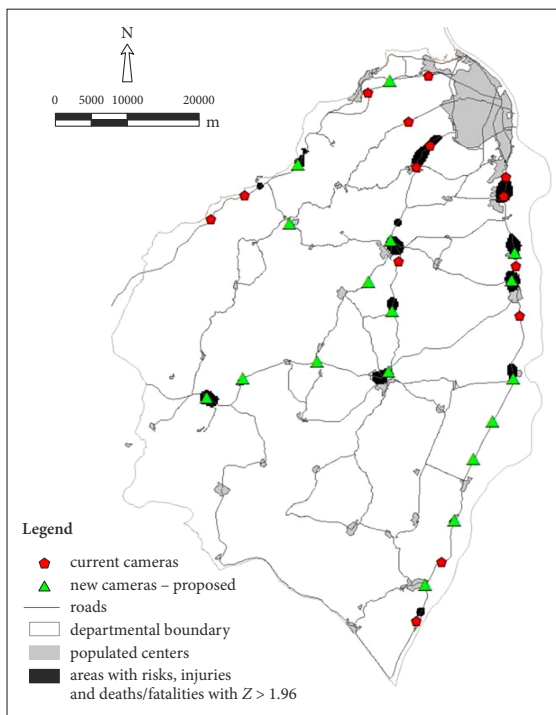 N
0 5000 10000 20000
m
Legend
current cameras
new cameras – proposed
roads
departmental boundary
populated centers
areas with risks, injuries
and deaths/fatalities with Z > 1.96